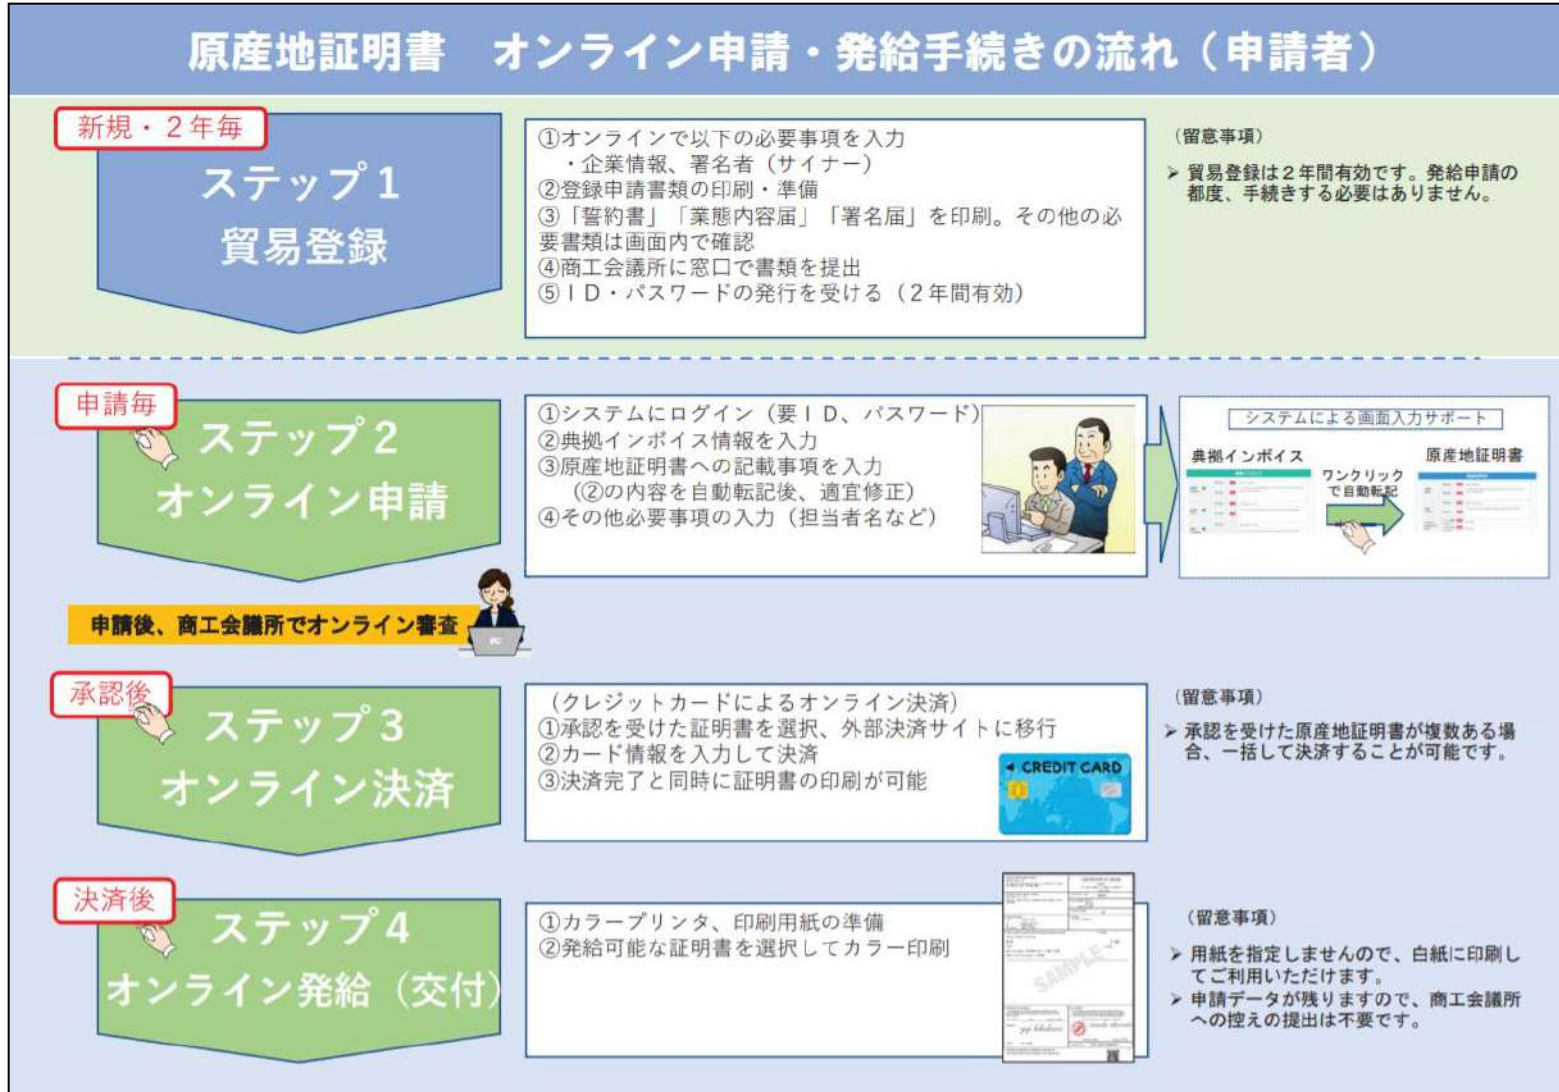 原産地証明書　オンライン申請・発給手続きの流れ（申請者）
新規・２年毎
ステップ１
貿易登録
①オンラインで以下の必要事項を入力
・企業情報、署名者（サイナー）
②登録申請書類の印刷・準備
③「誓約書」「業態内容届」「署名届」を印刷。その他の必
要書類は画面内で確認
④商工会議所に窓口で書類を提出
⑤ＩＤ・パスワードの発行を受ける（２年間有効）
（留意事項）
➢ 貿易登録は２年間有効です。発給申請の
都度、手続きする必要はありません。
申請毎
ステップ２
オンライン申請
①システムにログイン（要ＩＤ、パスワード）
②典拠インボイス情報を入力
③原産地証明書への記載事項を入力
（②の内容を自動転記後、適宜修正）
④その他必要事項の入力（担当者名など）
システムによる画面入力サポート
典拠インボイス
原産地証明書
ワンクリック
で自動転記
申請後、商工会議所でオンライン審査
PC
承認後
ステップ３
オンライン決済
（クレジットカードによるオンライン決済）
①承認を受けた証明書を選択、外部決済サイトに移行
②カード情報を入力して決済
③決済完了と同時に証明書の印刷が可能
CREDIT CARD
（留意事項）
➢ 承認を受けた原産地証明書が複数ある場
合、一括して決済することが可能です。
決済後
ステップ４
オンライン発給（交付）
①カラープリンタ、印刷用紙の準備
②発給可能な証明書を選択してカラー印刷
SAMPLE
（留意事項）
➢ 用紙を指定しませんので、白紙に印刷し
てご利用いただけます。
➢ 申請データが残りますので、商工会議所
への控えの提出は不要です。